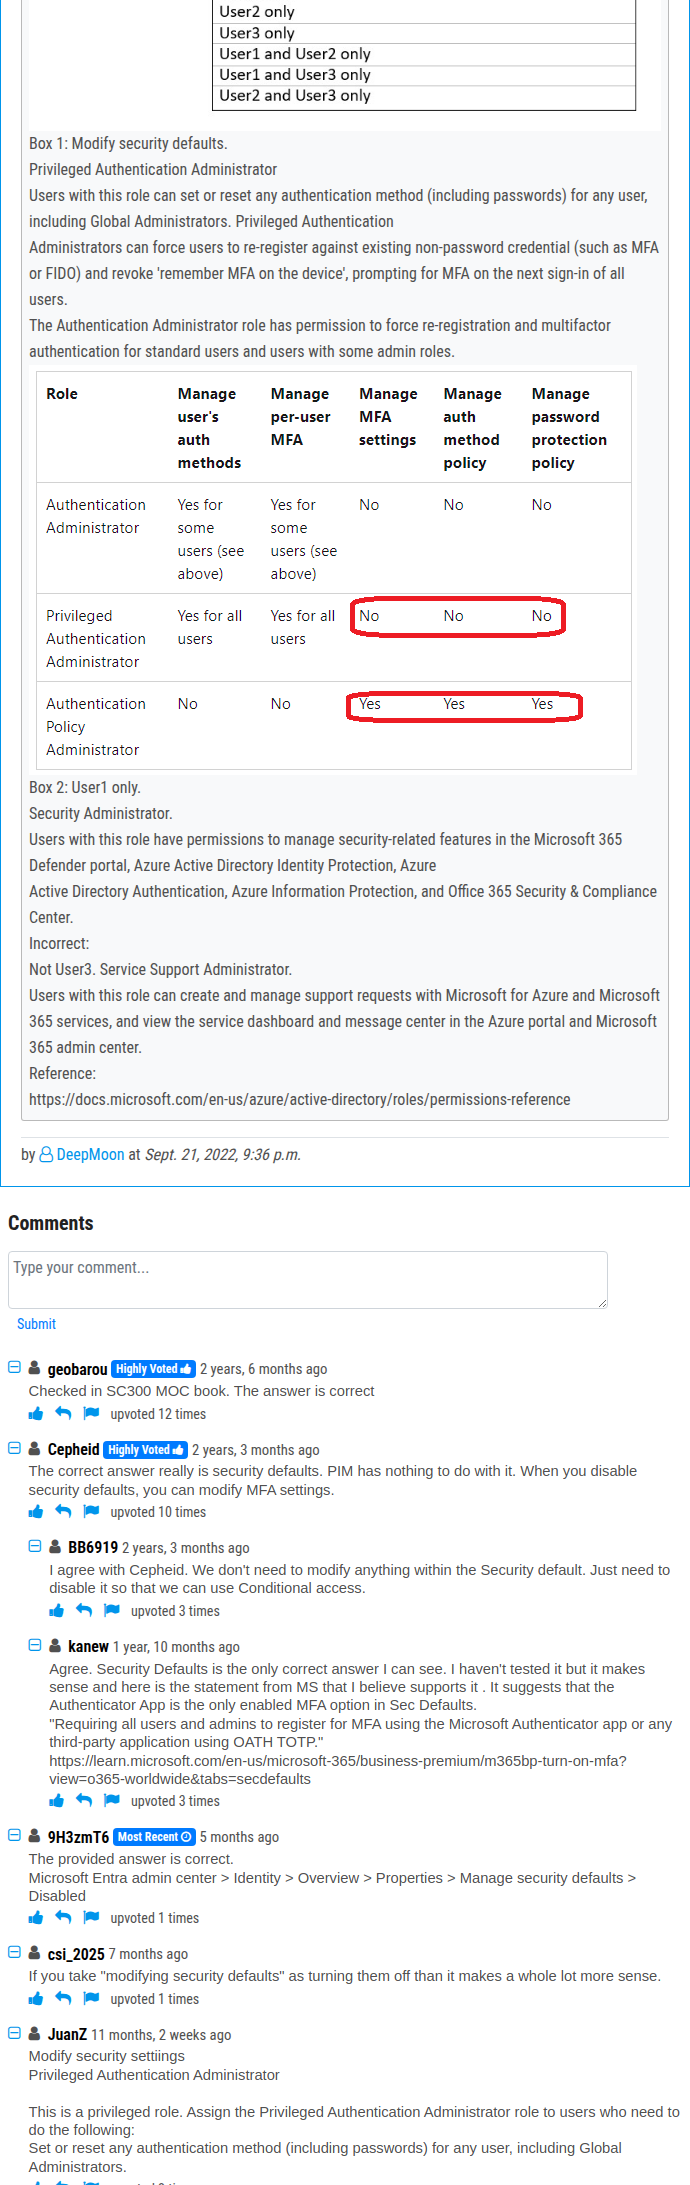 User2 only
User3 only
User1 and User2 only
User1 and User3 only
User2 and User3 only
Box 1: Modify security defaults.
Privileged Authentication Administrator
Users with this role can set or reset any authentication method (including passwords) for any user,
including Global Administrators. Privileged Authentication
Administrators can force users to re-register against existing non-password credential (such as MFA
or FIDO) and revoke 'remember MFA on the device', prompting for MFA on the next sign-in of all
users.
The Authentication Administrator role has permission to force re-registration and multifactor
authentication for standard users and users with some admin roles.
Role Manage Manage Manage Manage Manage
user's per-user MFA auth password
auth MFA settings method protection
methods policy policy
Authentication Yes for Yes for No No No
Administrator some some
users (see users (see
above) above)
Privileged Yes for all Yes for all No No No
Authentication users users
Administrator
Authentication No No Yes Yes Yes
Policy
Administrator
Box 2: User1 only.
Security Administrator.
Users with this role have permissions to manage security-related features in the Microsoft 365
Defender portal, Azure Active Directory Identity Protection, Azure
Active Directory Authentication, Azure Information Protection, and Office 365 Security & Compliance
Center.
Incorrect:
Not User3. Service Support Administrator.
Users with this role can create and manage support requests with Microsoft for Azure and Microsoft
365 services, and view the service dashboard and message center in the Azure portal and Microsoft
365 admin center.
Reference:
https://docs.microsoft.com/en-us/azure/active-directory/roles/permissions-reference
by DeepMoon at Sept. 21, 2022, 9:36 p.m.
Comments
Type your comment...
Submit
geobarou Highly Voted 2 years, 6 months ago
Checked in SC300 MOC book. The answer is correct
upvoted 12 times
Cepheid Highly Voted 2 years, 3 months ago
The correct answer really is security defaults. PIM has nothing to do with it. When you disable
security defaults, you can modify MFA settings.
upvoted 10 times
BB6919 2 years, 3 months ago
I agree with Cepheid. We don't need to modify anything within the Security default. Just need to
disable it so that we can use Conditional access.
upvoted 3 times
kanew 1 year, 10 months ago
Agree. Security Defaults is the only correct answer I can see. I haven't tested it but it makes
sense and here is the statement from MS that I believe supports it . It suggests that the
Authenticator App is the only enabled MFA option in Sec Defaults.
"Requiring all users and admins to register for MFA using the Microsoft Authenticator app or any
third-party application using OATH TOTP."
https://learn.microsoft.com/en-us/microsoft-365/business-premium/m365bp-turn-on-mfa?
view=o365-worldwide&tabs=secdefaults
upvoted 3 times
9H3zmT6 Most Recent 5 months ago
The provided answer is correct.
Microsoft Entra admin center > Identity > Overview > Properties > Manage security defaults >
Disabled
upvoted 1 times
csi_2025 7 months ago
If you take "modifying security defaults" as turning them off than it makes a whole lot more sense.
upvoted 1 times
JuanZ 11 months, 2 weeks ago
Modify security settiings
Privileged Authentication Administrator
This is a privileged role. Assign the Privileged Authentication Administrator role to users who need to
do the following:
Set or reset any authentication method (including passwords) for any user, including Global
Administrators.